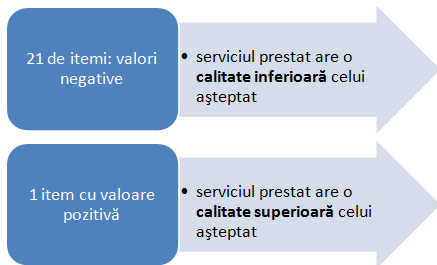 21 de itemi: valori
negative
• serviciul prestat are o
calitate inferioară celui
aşteptat
1 item cu valoare
pozitivă
• serviciul prestat are o
calitate superioară celui
aşteptat